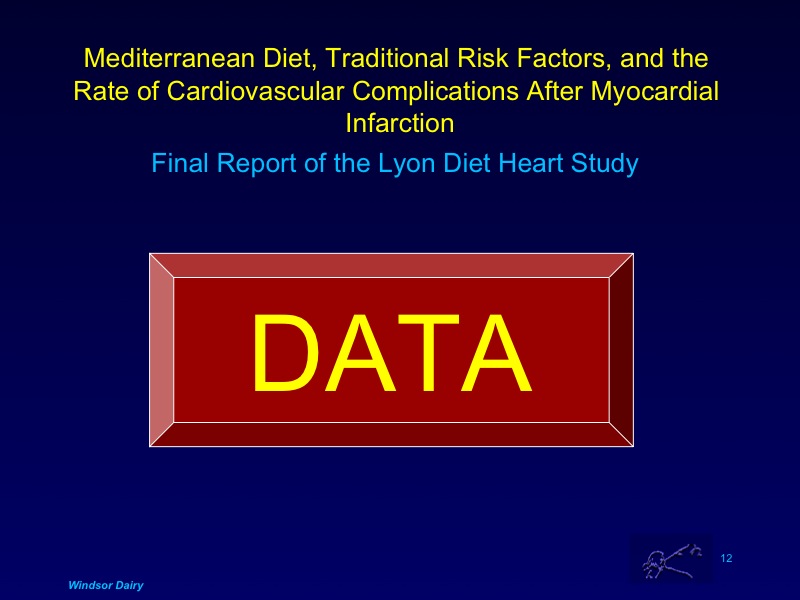 Mediterranean Diet, Traditional Risk Factors, and the
Rate of Cardiovascular Complications After Myocardial
Infarction
Final Report of the Lyon Diet Heart Study
DATA
12
Windsor Dairy